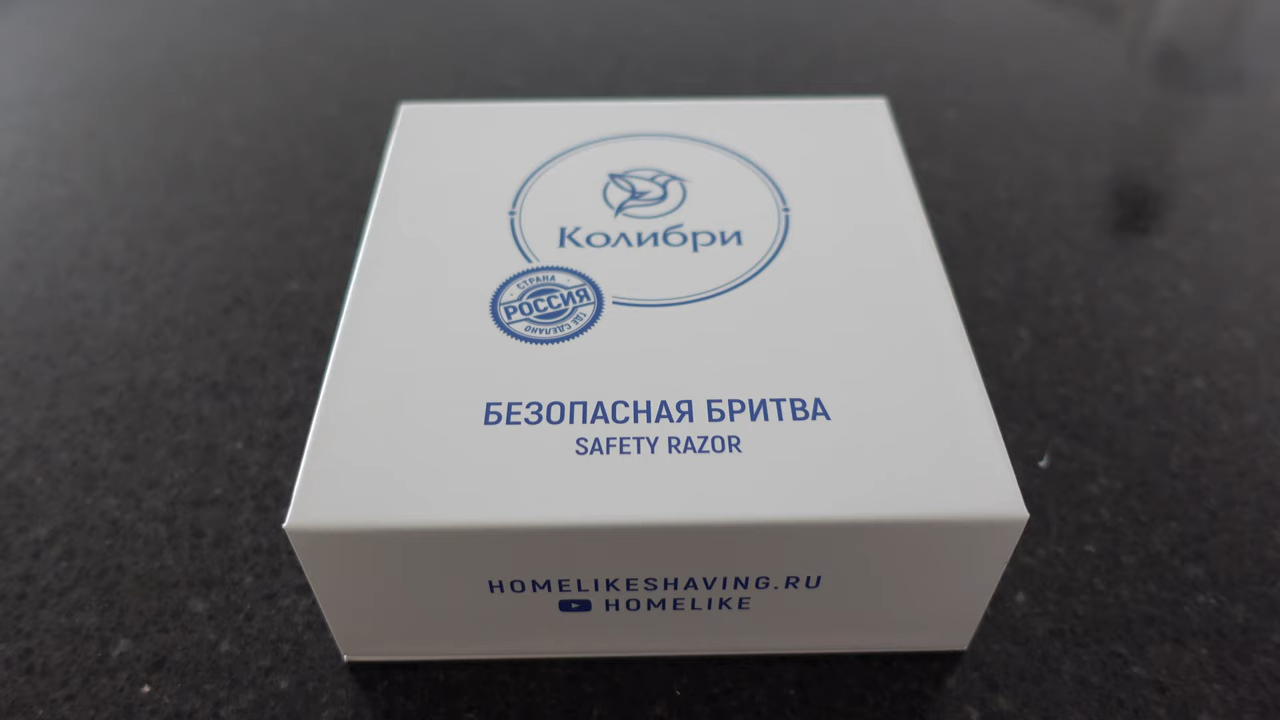 Колибри
СТРАНА
РОССИЯ
ГДЕ СДЕЛАНО
БЕЗОПАСНАЯ БРИТВА
SAFETY RAZOR
HOMELIKESHAVING.RU
HOMELIKE